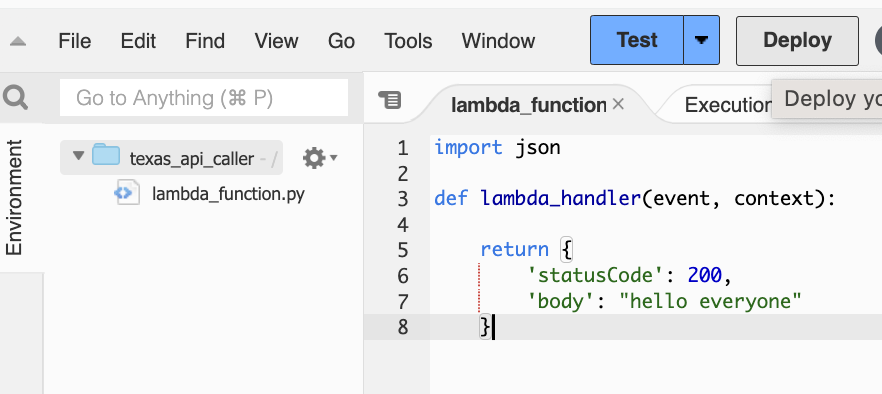 File Edit Find View Go Tools Window Test Deploy
Go to Anything (⌘ P)
lambda_function ×
Execution
Deploy yo
Environment
texas_api_caller - /
lambda_function.py
1 import json
2
3 def lambda_handler(event, context):
4
5 return {
6 'statusCode': 200,
7 'body': "hello everyone"
8 }